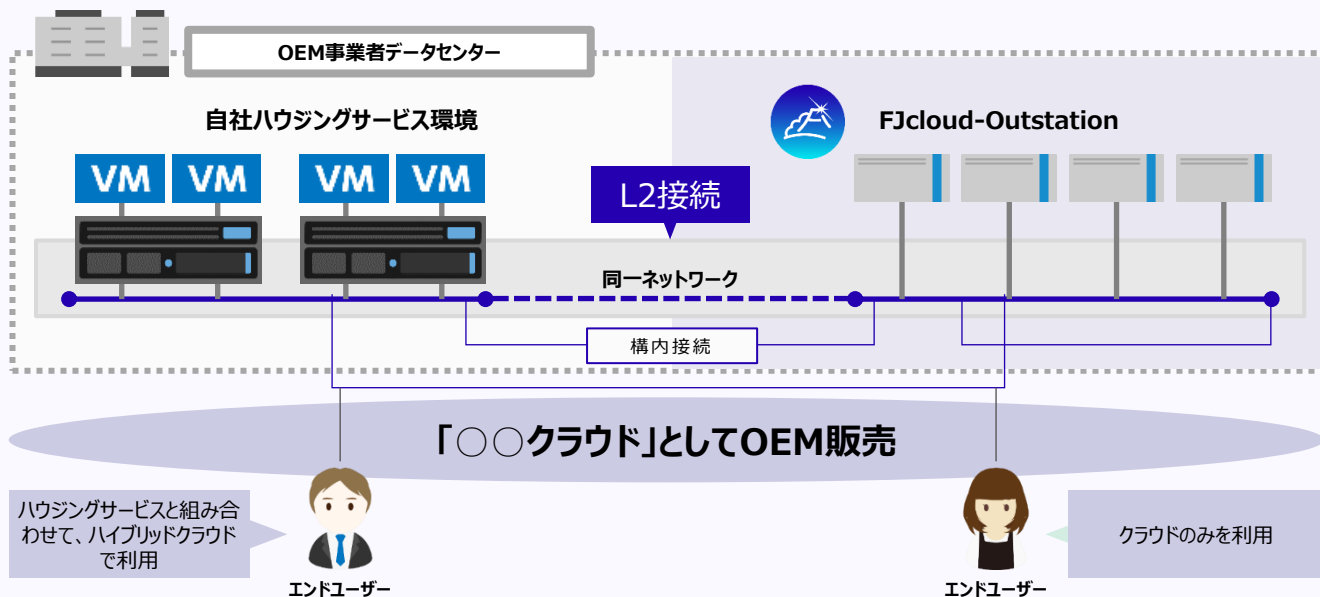 OEM事業者データセンター
自社ハウジングサービス環境
FJcloud-Outstation
VM
VM
VM
VM
L2接続
同一ネットワーク
構内接続
「○○クラウド」としてOEM販売
ハウジングサービスと組み合
わせて、ハイブリッドクラウド
で利用
クラウドのみを利用
エンドユーザー
エンドユーザー